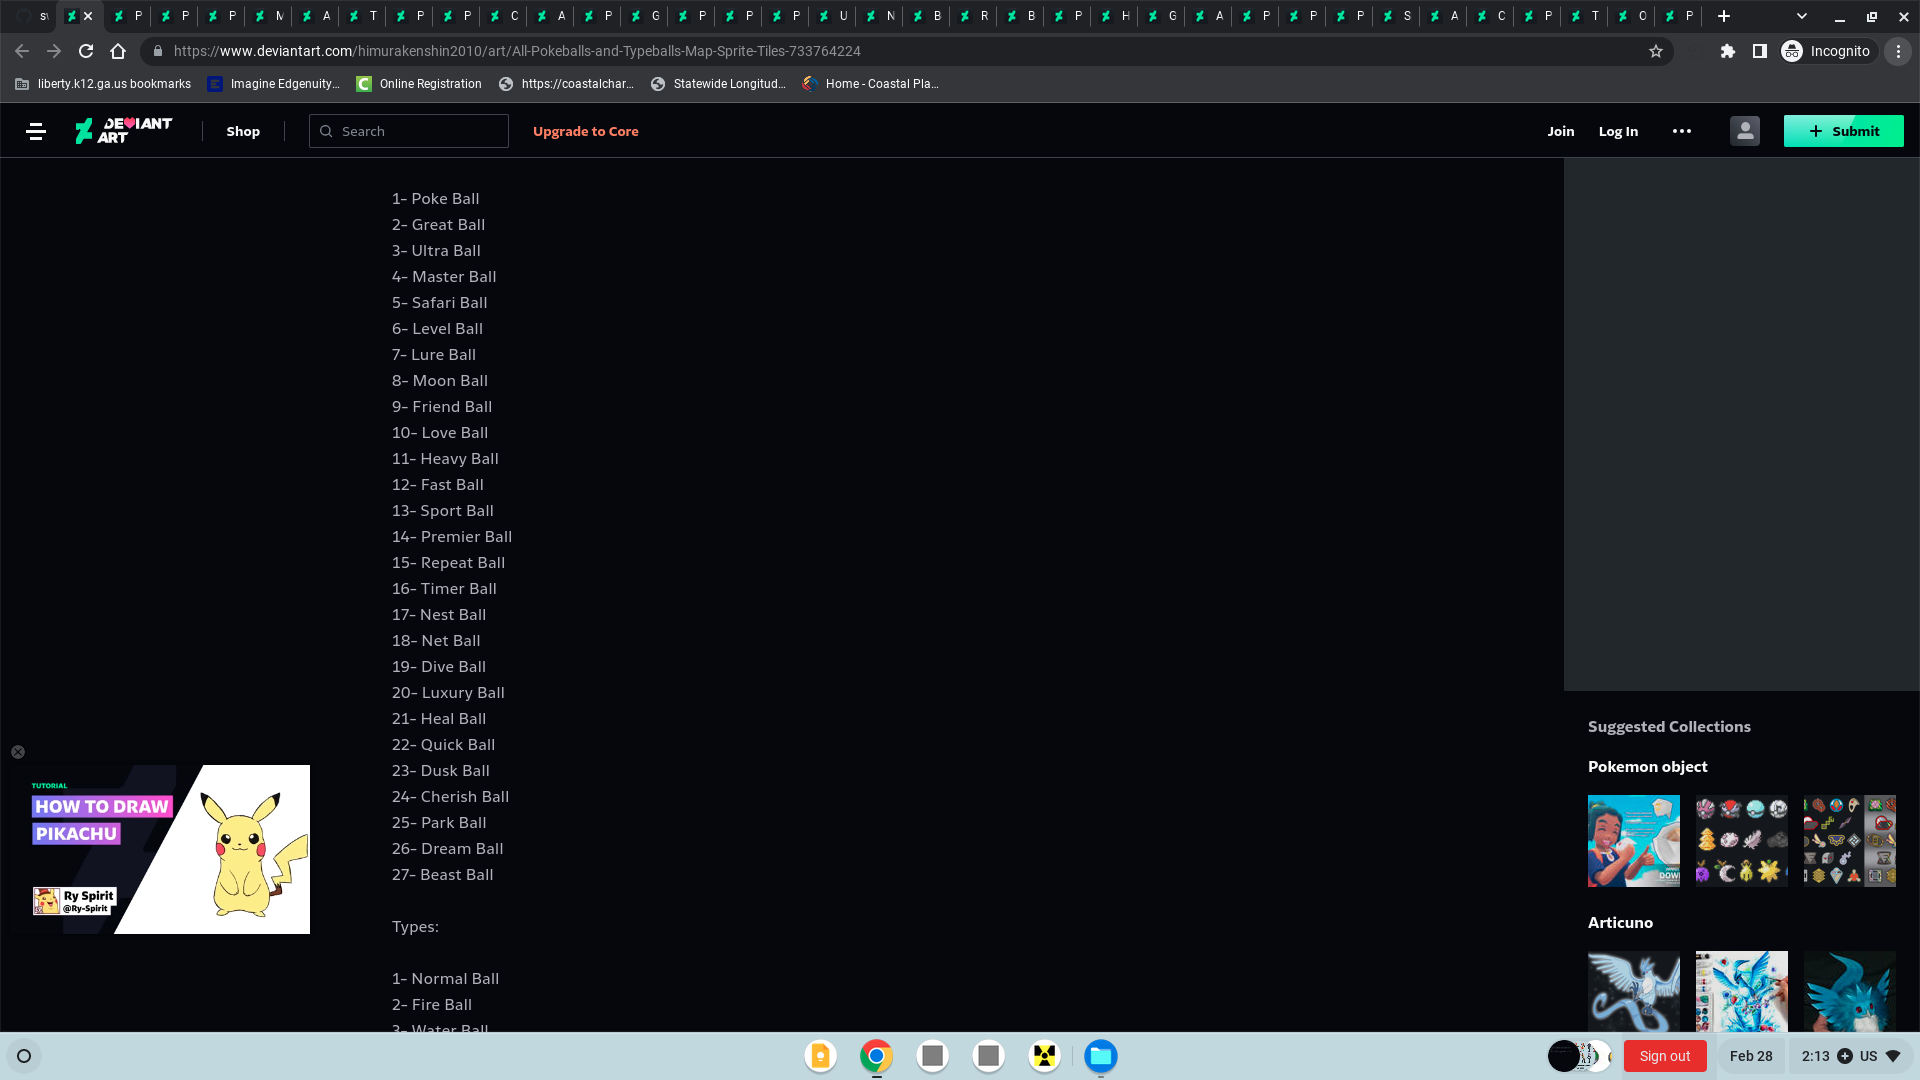 P P P M A T P P C A P G P P P U N B R B P H G A P P P S A C P T O P
https://www.deviantart.com/himurakenshin2010/art/All-Pokeballs-and-Typeballs-Map-Sprite-Tiles-733764224
Incognito
liberty.k12.ga.us bookmarks
Imagine Edgenuity...
Online Registration
https://coastalchar...
Statewide Longitud...
Home - Coastal Pla...
DEVIANT
ART
Shop
Search
Upgrade to Core
Join
Log In
Submit
1- Poke Ball
2- Great Ball
3- Ultra Ball
4- Master Ball
5- Safari Ball
6- Level Ball
7- Lure Ball
8- Moon Ball
9- Friend Ball
10- Love Ball
11- Heavy Ball
12- Fast Ball
13- Sport Ball
14- Premier Ball
15- Repeat Ball
16- Timer Ball
17- Nest Ball
18- Net Ball
19- Dive Ball
20- Luxury Ball
21- Heal Ball
22- Quick Ball
23- Dusk Ball
24- Cherish Ball
25- Park Ball
26- Dream Ball
27- Beast Ball
Types:
1- Normal Ball
2- Fire Ball
3- Water Ball
TUTORIAL
HOW TO DRAW
PIKACHU
Ry Spirit
@Ry-Spirit
Suggested Collections
Pokemon object
Articuno
Sign out
Feb 28
2:13
US